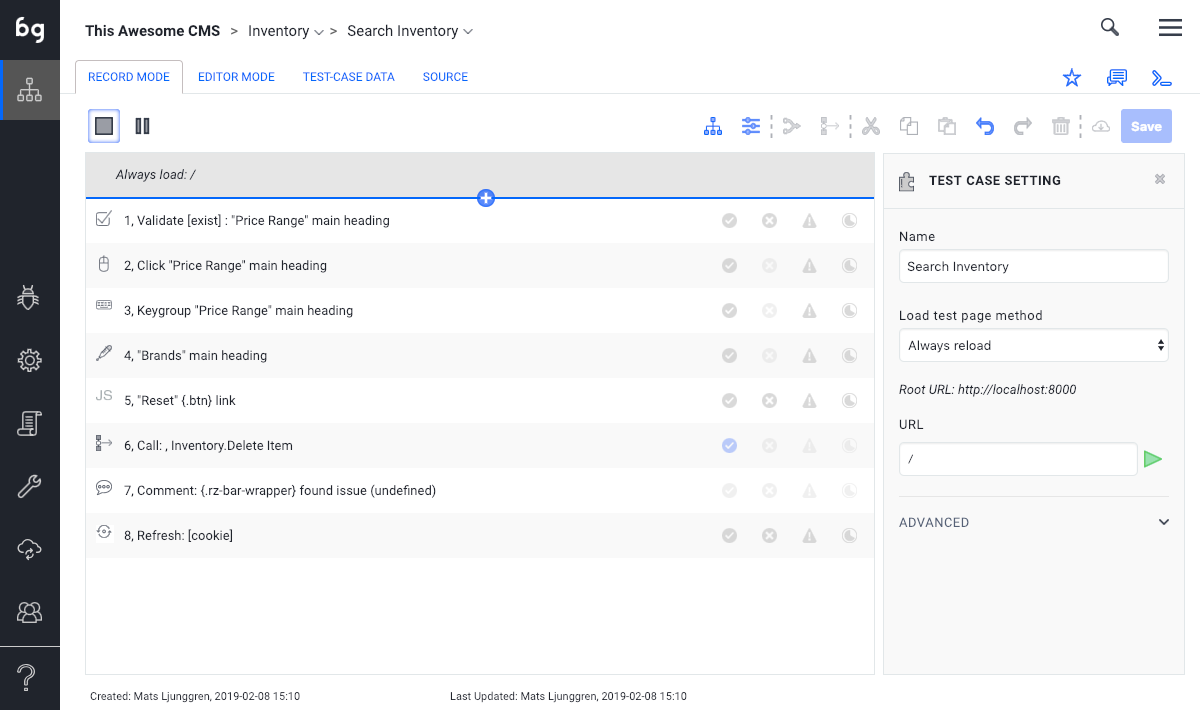 bg
This Awesome CMS > Inventory > Search Inventory
RECORD MODE EDITOR MODE TEST-CASE DATA SOURCE
Save
Always load: /
1, Validate [exist] : "Price Range" main heading
2, Click "Price Range" main heading
3, Keygroup "Price Range" main heading
4, "Brands" main heading
JS 5, "Reset" {.btn} link
6, Call: , Inventory.Delete Item
7, Comment: {.rz-bar-wrapper} found issue (undefined)
8, Refresh: [cookie]
TEST CASE SETTING
Name
Search Inventory
Load test page method
Always reload
Root URL: http://localhost:8000
URL
/
ADVANCED
Created: Mats Ljunggren, 2019-02-08 15:10
Last Updated: Mats Ljunggren, 2019-02-08 15:10